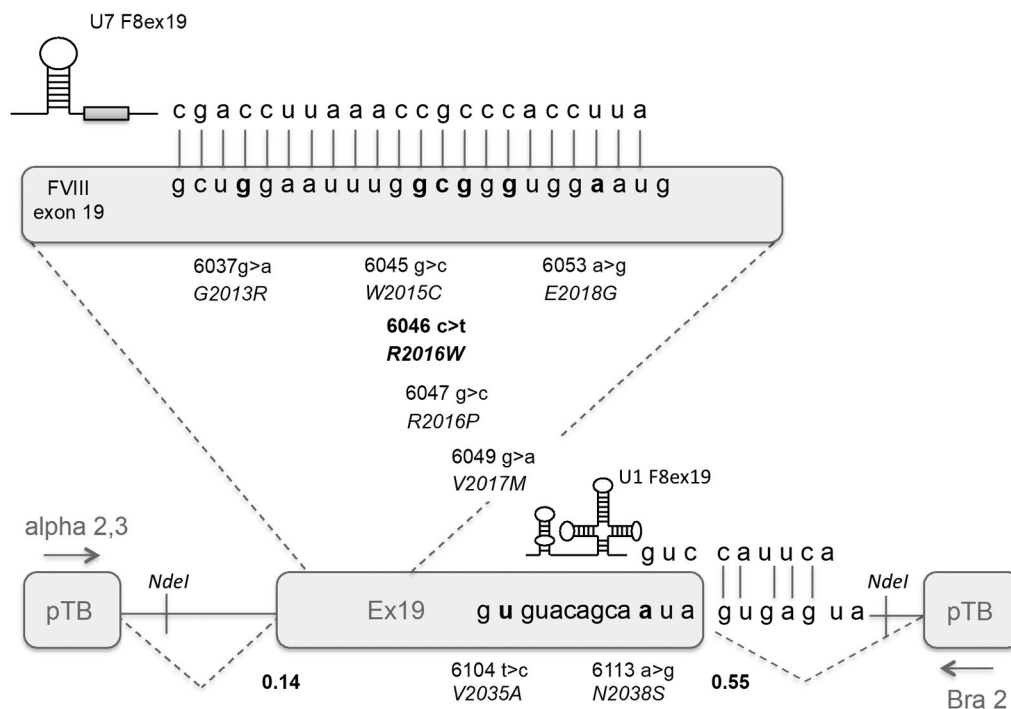 U7 F8ex19
c g a c c u u a a a c c g c c c a c c u u a
g c u g g a a u u u g g c g g g u g g a a u g
FVIII
exon 19
6037g>a
G2013R
6045 g>c
W2015C
6053 a>g
E2018G
6046 c>t
R2016W
6047 g>c
R2016P
6049 g>a
V2017M
U1 F8ex19
alpha 2,3
g u c c a u u c a
pTB
NdeI
Ex19
g u guacagcaa u a
g u g a g u a
NdeI
pTB
0.14
6104 t>c
V2035A
6113 a>g
N2038S
0.55
Bra 2